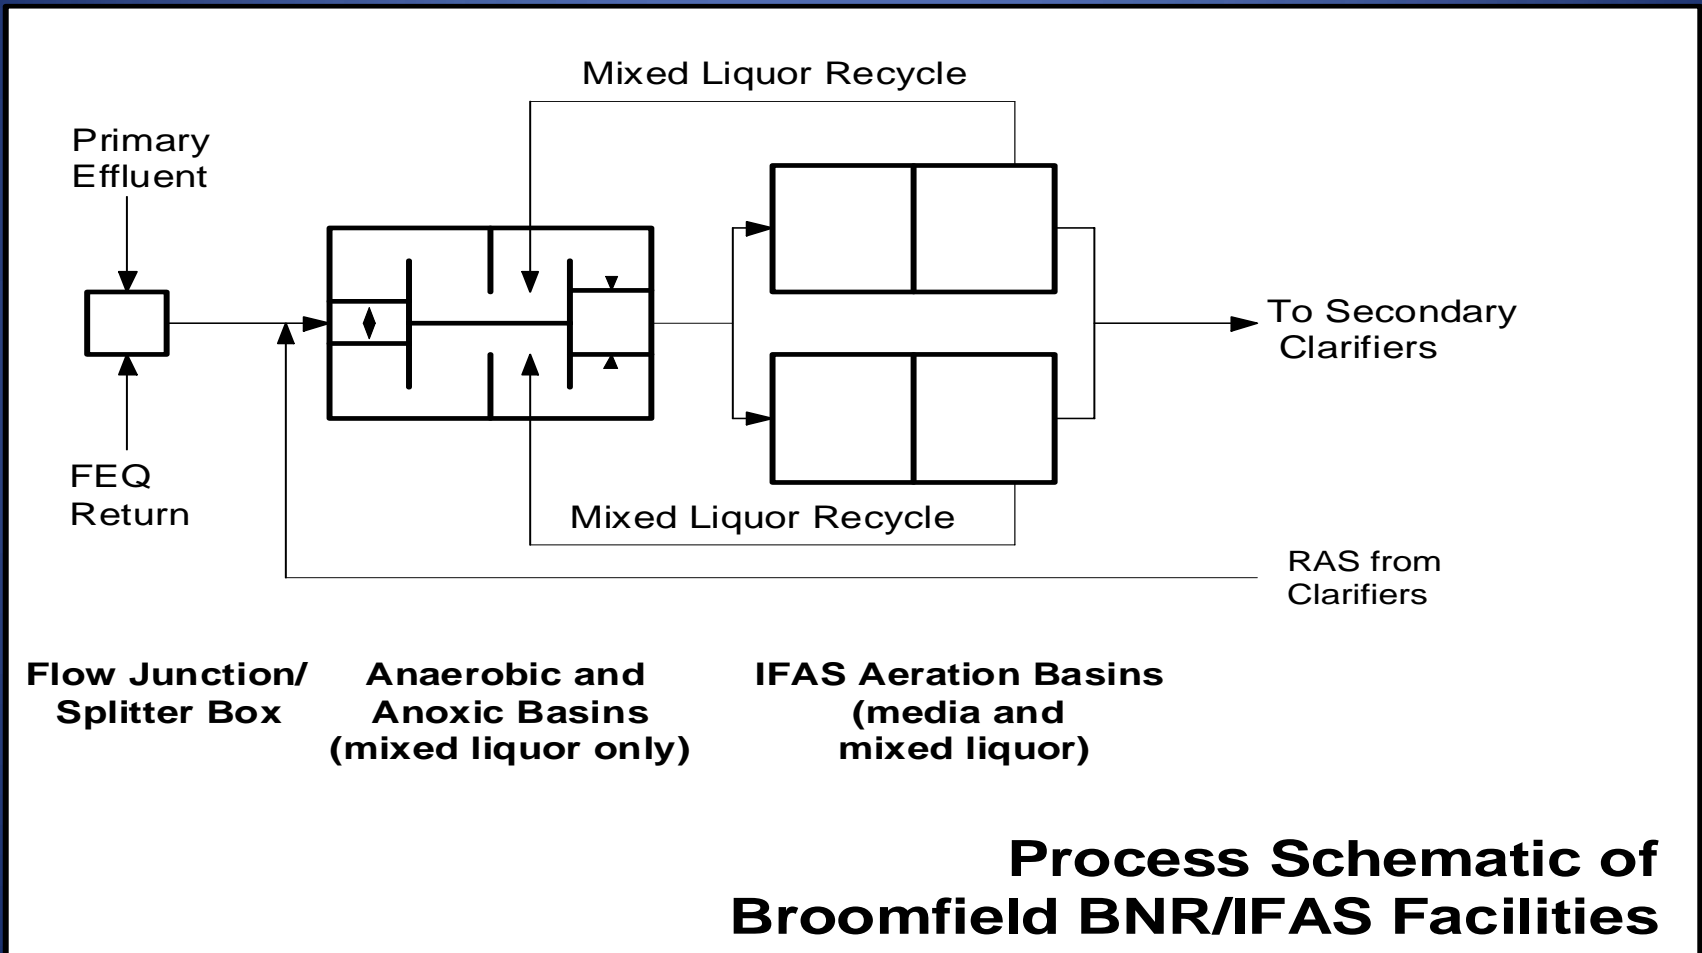 Mixed Liquor Recycle
Primary
Effluent
To Secondary
Clarifiers
FEQ
Return
Mixed Liquor Recycle
RAS from
Clarifiers
Flow Junction/
Splitter Box
Anaerobic and
Anoxic Basins
(mixed liquor only)
IFAS Aeration Basins
(media and
mixed liquor)
Process Schematic of
Broomfield BNR/IFAS Facilities